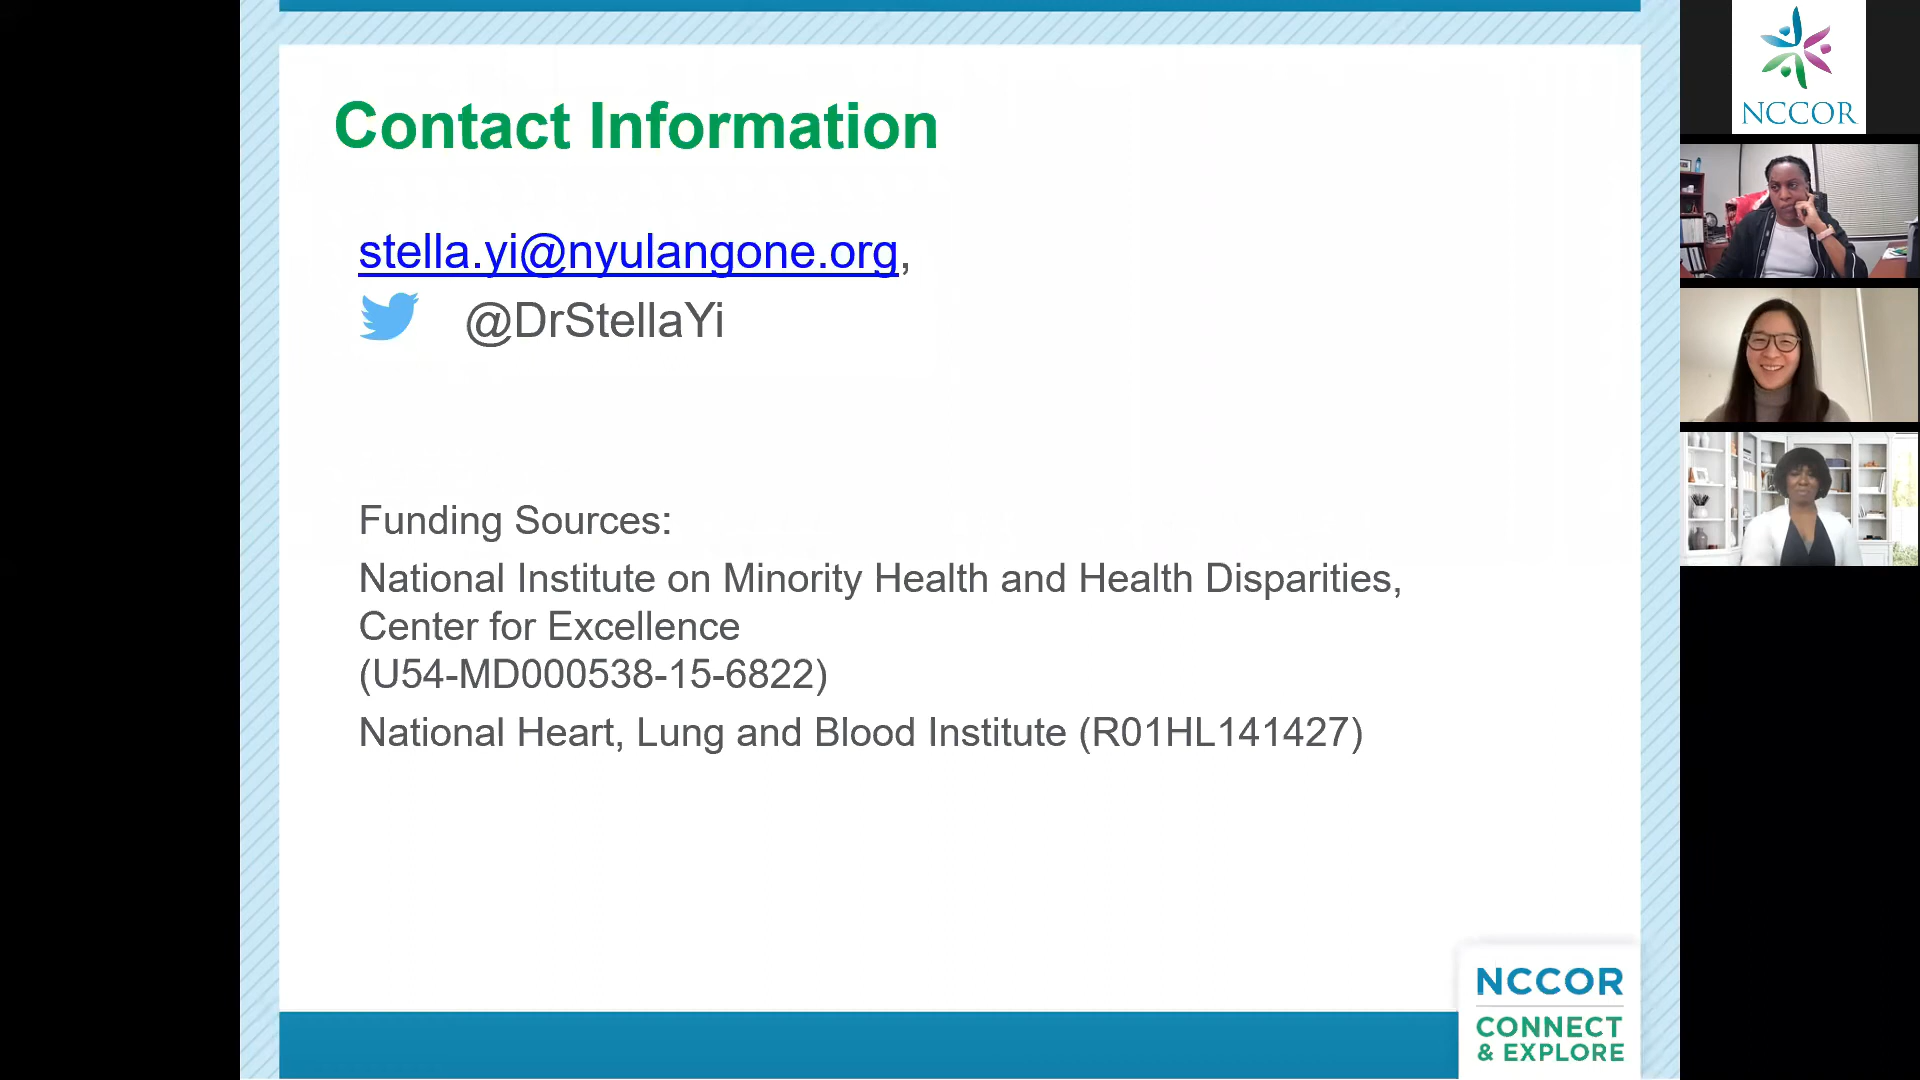 Contact Information
stella.yi@nyulangone.org,
@DrStellaYi
Funding Sources:
National Institute on Minority Health and Health Disparities,
Center for Excellence
(U54-MD000538-15-6822)
National Heart, Lung and Blood Institute (R01HL141427)
NCCOR
CONNECT
& EXPLORE
NCCOR